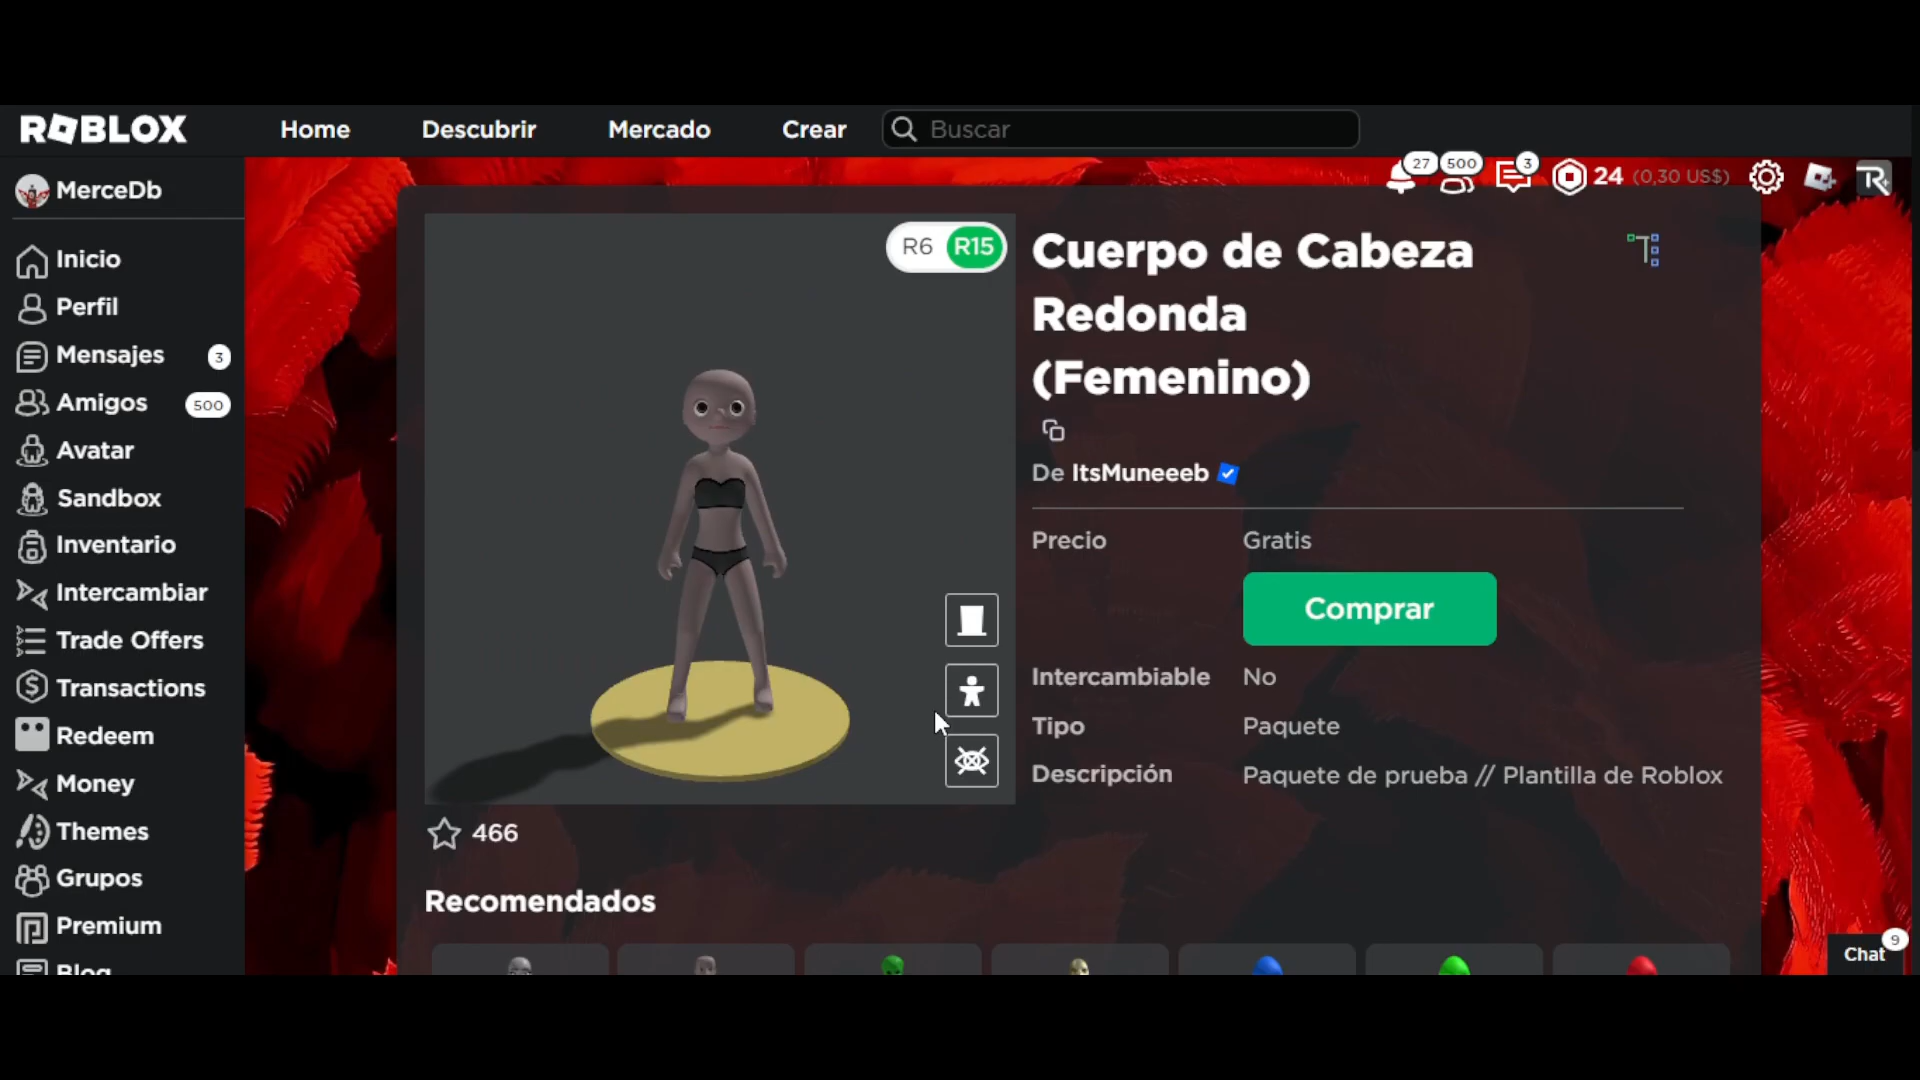 ROBLOX
Home
Descubrir
Mercado
Crear
Buscar
27
500
3
24 (0,30 US$)
MerceDb
Inicio
Perfil
Mensajes 3
Amigos 500
Avatar
Sandbox
Inventario
Intercambiar
Trade Offers
Transactions
Redeem
Money
Themes
Grupos
Premium
Blog
R6 R15
Cuerpo de Cabeza
Redonda
(Femenino)
De ItsMuneeeb
Precio Gratis
Comprar
Intercambiable No
Tipo Paquete
Descripción Paquete de prueba // Plantilla de Roblox
466
Recomendados
Chat 9